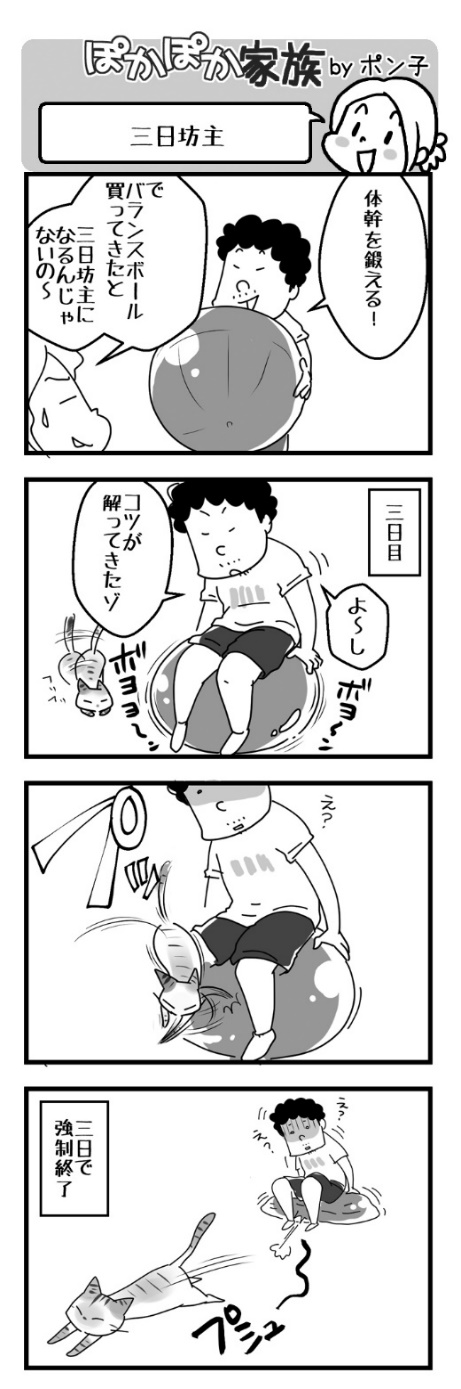 ぽかぽか家族 by ポン子
三日坊主
体幹を鍛える!
で
バランスボール
買ってきたと
三日坊主に
なるんじゃ
ないの~
三日目
よ~し
コツが
解ってきたゾ
ボヨ~ン
ボヨヨ~ン
え?
え?
え?
三日で
強制終了
プシュー